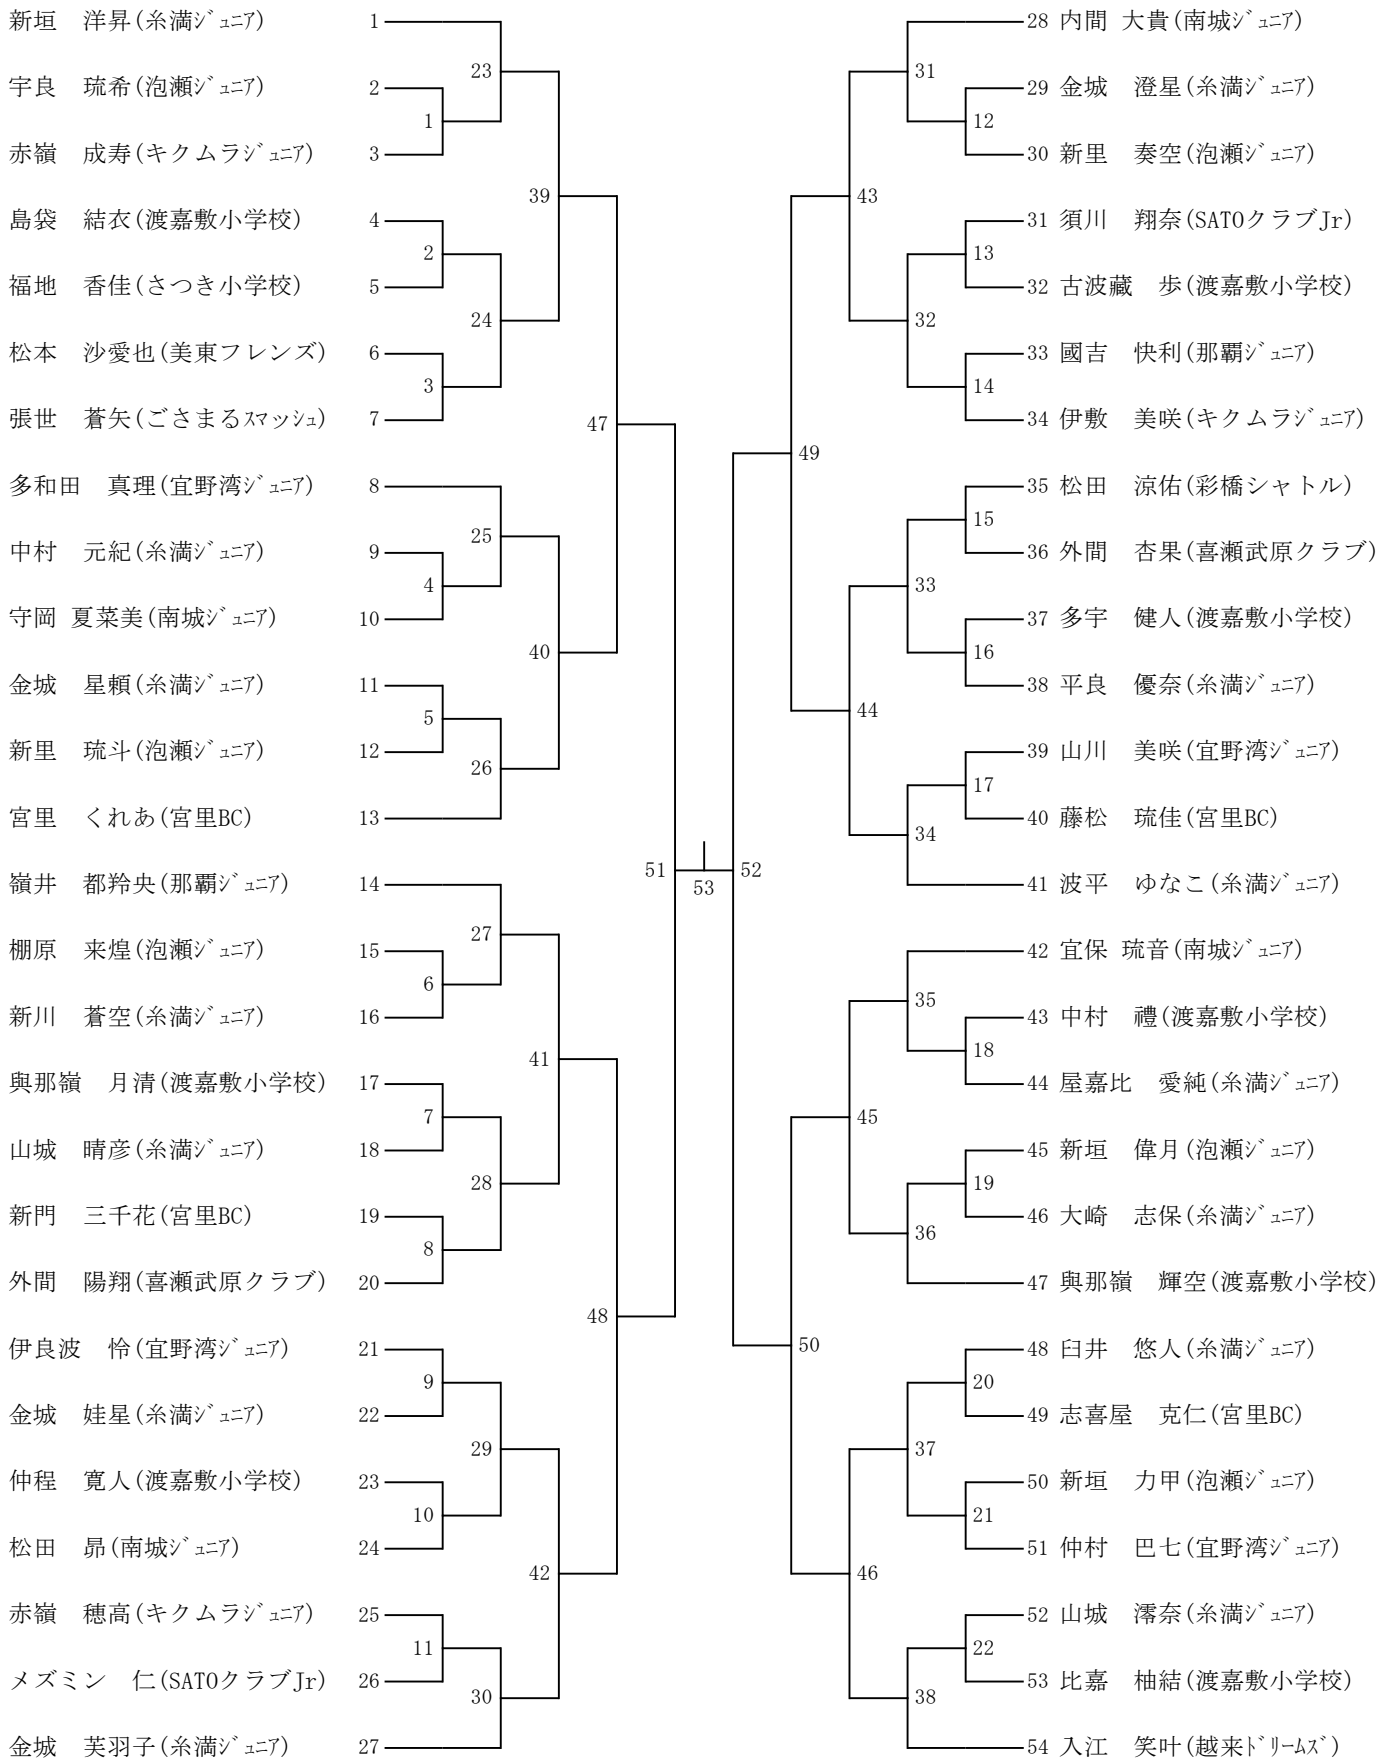 新垣　洋昇(糸満ｼﾞｭﾆｱ) 1
宇良　琉希(泡瀬ｼﾞｭﾆｱ) 2
赤嶺　成寿(キクムラｼﾞｭﾆｱ) 3
島袋　結衣(渡嘉敷小学校) 4
福地　香佳(さつき小学校) 5
松本　沙愛也(美東フレンズ) 6
張世　蒼矢(ごさまるｽﾏｯｼｭ) 7
多和田　真理(宜野湾ｼﾞｭﾆｱ) 8
中村　元紀(糸満ｼﾞｭﾆｱ) 9
守岡 夏菜美(南城ｼﾞｭﾆｱ) 10
金城　星頼(糸満ｼﾞｭﾆｱ) 11
新里　琉斗(泡瀬ｼﾞｭﾆｱ) 12
宮里　くれあ(宮里BC) 13
嶺井　都羚央(那覇ｼﾞｭﾆｱ) 14
棚原　来煌(泡瀬ｼﾞｭﾆｱ) 15
新川　蒼空(糸満ｼﾞｭﾆｱ) 16
與那嶺　月清(渡嘉敷小学校) 17
山城　晴彦(糸満ｼﾞｭﾆｱ) 18
新門　三千花(宮里BC) 19
外間　陽翔(喜瀬武原クラブ) 20
伊良波　怜(宜野湾ｼﾞｭﾆｱ) 21
金城　娃星(糸満ｼﾞｭﾆｱ) 22
仲程　寛人(渡嘉敷小学校) 23
松田　昴(南城ｼﾞｭﾆｱ) 24
赤嶺　穂高(キクムラｼﾞｭﾆｱ) 25
メズミン　仁(SATOクラブJr) 26
金城　芙羽子(糸満ｼﾞｭﾆｱ) 27
1
2
3
4
5
6
7
8
9
10
11
23
24
25
26
27
28
29
30
39
40
41
42
47
48
51
53
52
49
50
43
44
45
46
31
32
33
34
35
36
37
38
12
13
14
15
16
17
18
19
20
21
22
28 内間 大貴(南城ｼﾞｭﾆｱ)
29 金城　澄星(糸満ｼﾞｭﾆｱ)
30 新里　奏空(泡瀬ｼﾞｭﾆｱ)
31 須川　翔奈(SATOクラブJr)
32 古波藏　歩(渡嘉敷小学校)
33 國吉　快利(那覇ｼﾞｭﾆｱ)
34 伊敷　美咲(キクムラｼﾞｭﾆｱ)
35 松田　涼佑(彩橋シャトル)
36 外間　杏果(喜瀬武原クラブ)
37 多宇　健人(渡嘉敷小学校)
38 平良　優奈(糸満ｼﾞｭﾆｱ)
39 山川　美咲(宜野湾ｼﾞｭﾆｱ)
40 藤松　琉佳(宮里BC)
41 波平　ゆなこ(糸満ｼﾞｭﾆｱ)
42 宜保 琉音(南城ｼﾞｭﾆｱ)
43 中村　禮(渡嘉敷小学校)
44 屋嘉比　愛純(糸満ｼﾞｭﾆｱ)
45 新垣　偉月(泡瀬ｼﾞｭﾆｱ)
46 大崎　志保(糸満ｼﾞｭﾆｱ)
47 與那嶺　輝空(渡嘉敷小学校)
48 臼井　悠人(糸満ｼﾞｭﾆｱ)
49 志喜屋　克仁(宮里BC)
50 新垣　力甲(泡瀬ｼﾞｭﾆｱ)
51 仲村　巴七(宜野湾ｼﾞｭﾆｱ)
52 山城　澪奈(糸満ｼﾞｭﾆｱ)
53 比嘉　柚結(渡嘉敷小学校)
54 入江　笑叶(越来ﾄﾞﾘｰﾑｽﾞ)